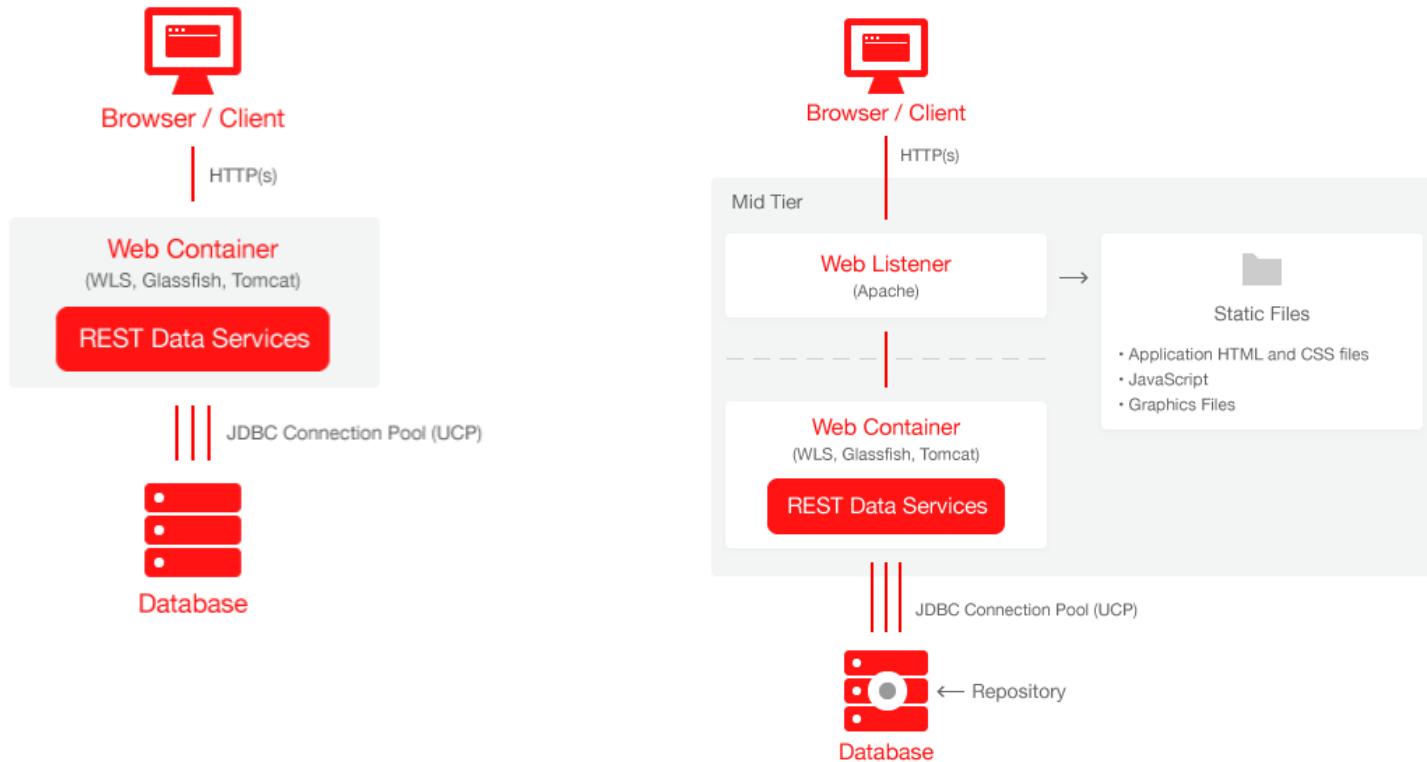 Browser / Client
HTTP(s)
Web Container
(WLS, Glassfish, Tomcat)
REST Data Services
JDBC Connection Pool (UCP)
Database
Browser / Client
HTTP(s)
Mid Tier
Web Listener
(Apache)
Static Files
• Application HTML and CSS files
• JavaScript
• Graphics Files
Web Container
(WLS, Glassfish, Tomcat)
REST Data Services
JDBC Connection Pool (UCP)
Repository
Database